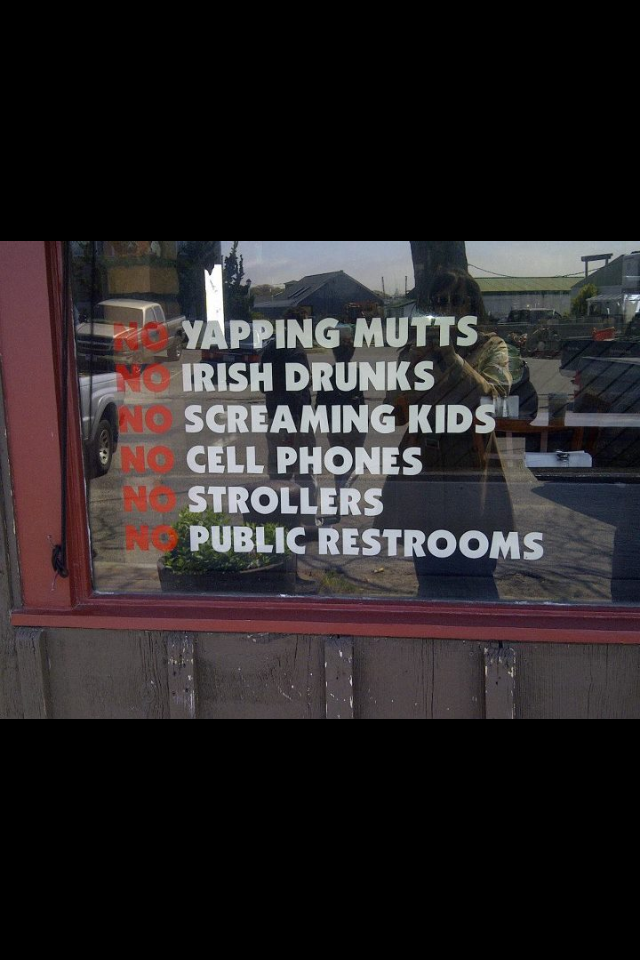 NO YAPPING MUTTS
NO IRISH DRUNKS
NO SCREAMING KIDS
NO CELL PHONES
NO STROLLERS
NO PUBLIC RESTROOMS